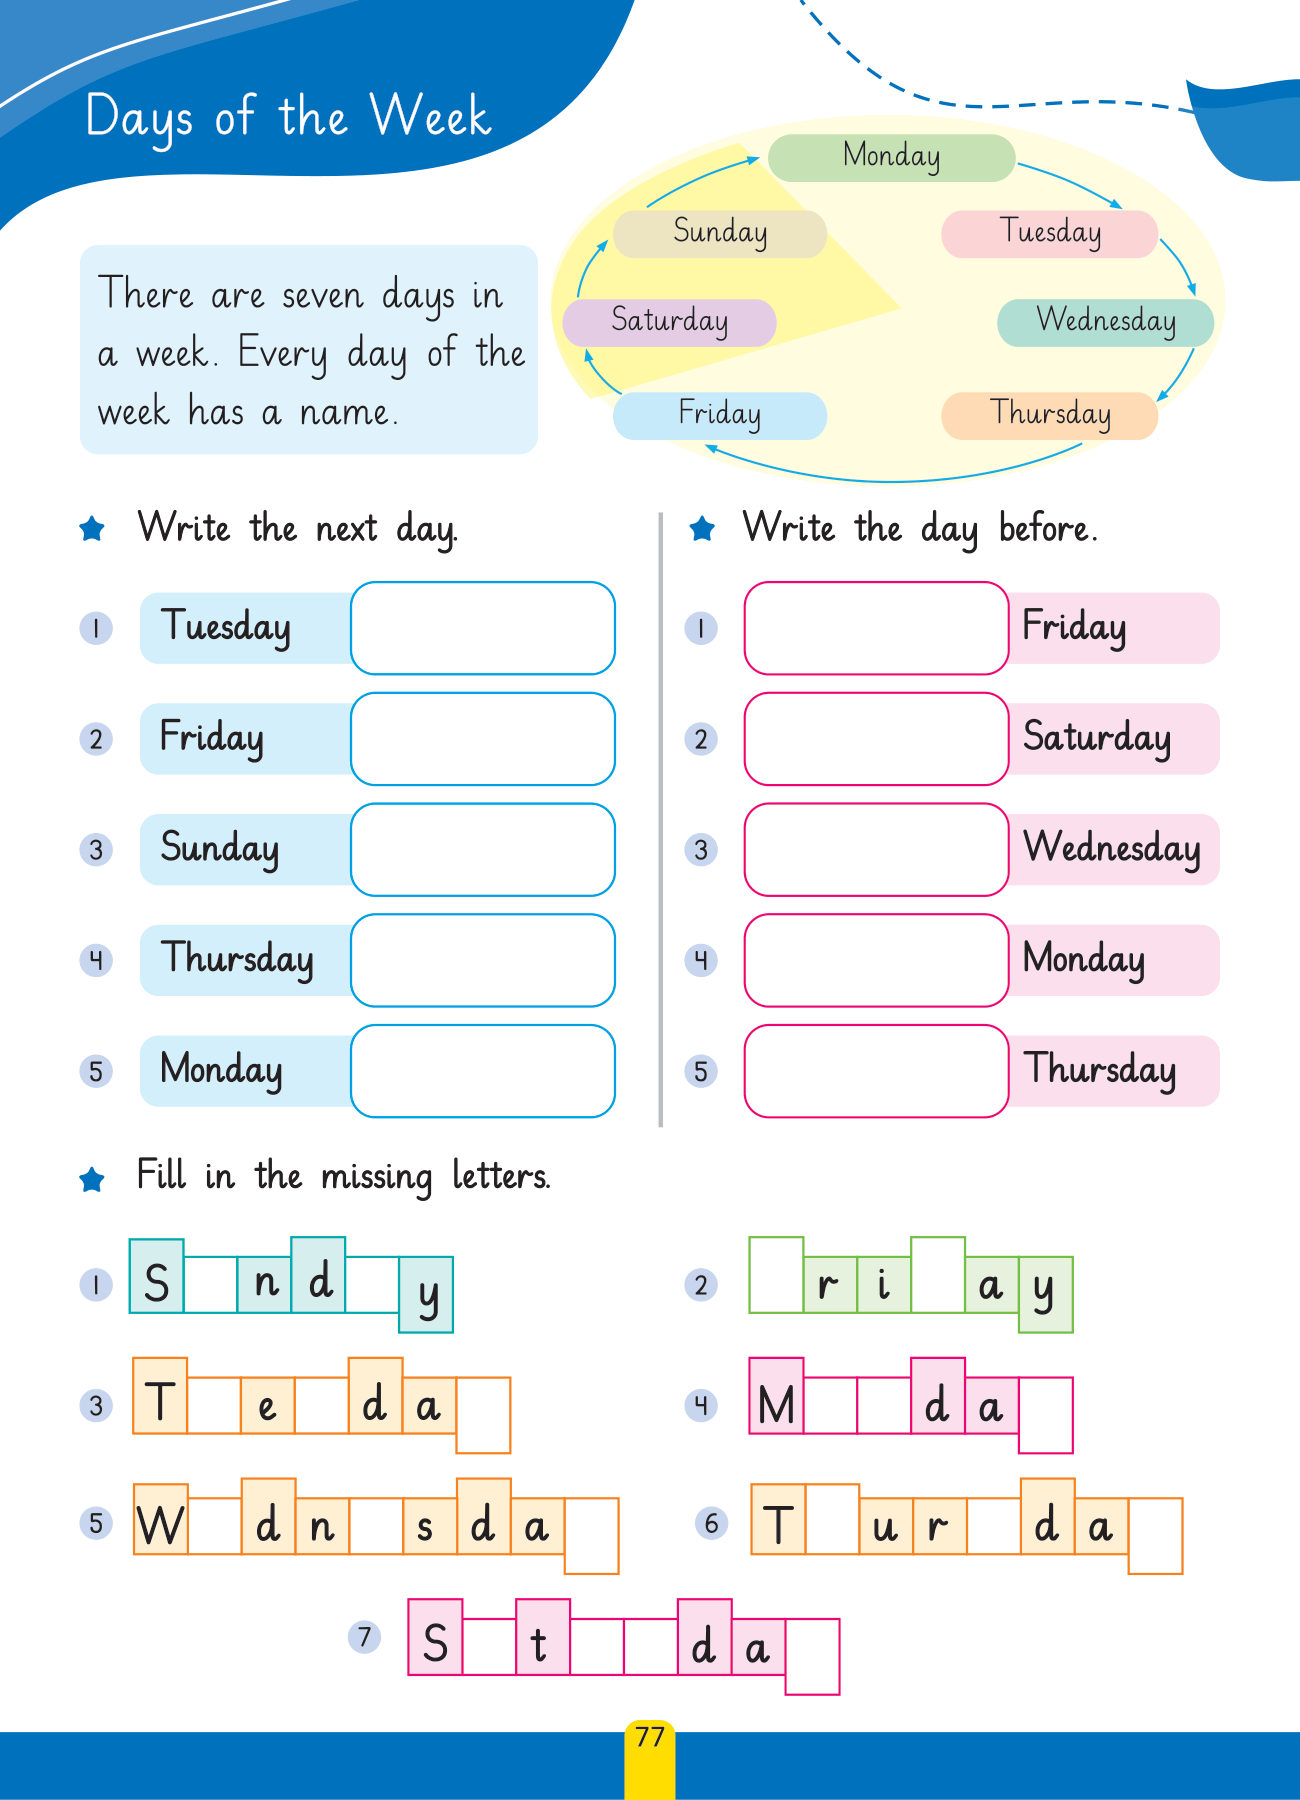 Days of the Week
Monday
Sunday
Tuesday
Saturday
Wednesday
Friday
Thursday
There are seven days in
a week. Every day of the
week has a name.
Write the next day.
1 Tuesday
2 Friday
3 Sunday
4 Thursday
5 Monday
Write the day before.
1 Friday
2 Saturday
3 Wednesday
4 Monday
5 Thursday
Fill in the missing letters.
1 S n d y
2 r i a y
3 T e d a
4 M d a
5 W d n s d a
6 T u r d a
7 S t d a
77